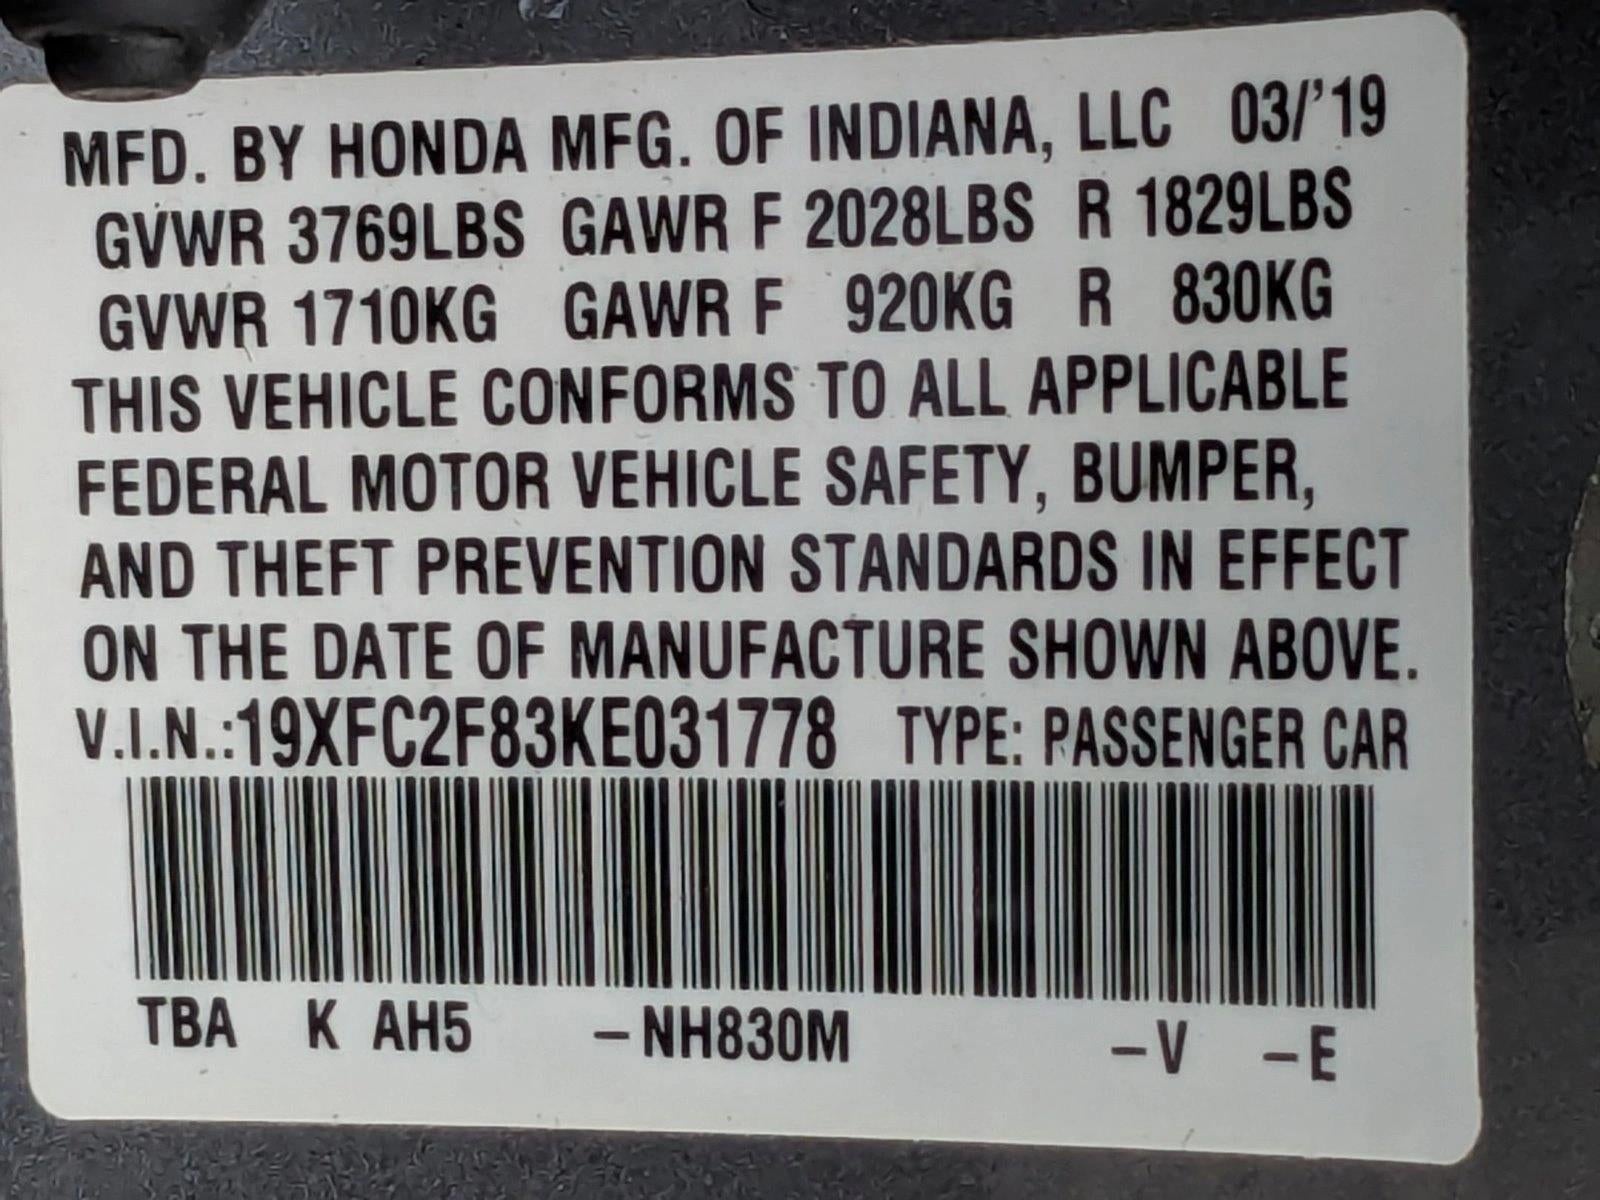 MFD. BY HONDA MFG. OF INDIANA, LLC 03/'19
GVWR 3769LBS GAWR F 2028LBS R 1829LBS
GVWR 1710KG GAWR F 920KG R 830KG
THIS VEHICLE CONFORMS TO ALL APPLICABLE
FEDERAL MOTOR VEHICLE SAFETY, BUMPER,
AND THEFT PREVENTION STANDARDS IN EFFECT
ON THE DATE OF MANUFACTURE SHOWN ABOVE.
V.I.N.:19XFC2F83KE031778 TYPE: PASSENGER CAR
TBA K AH5 –NH830M –V –E